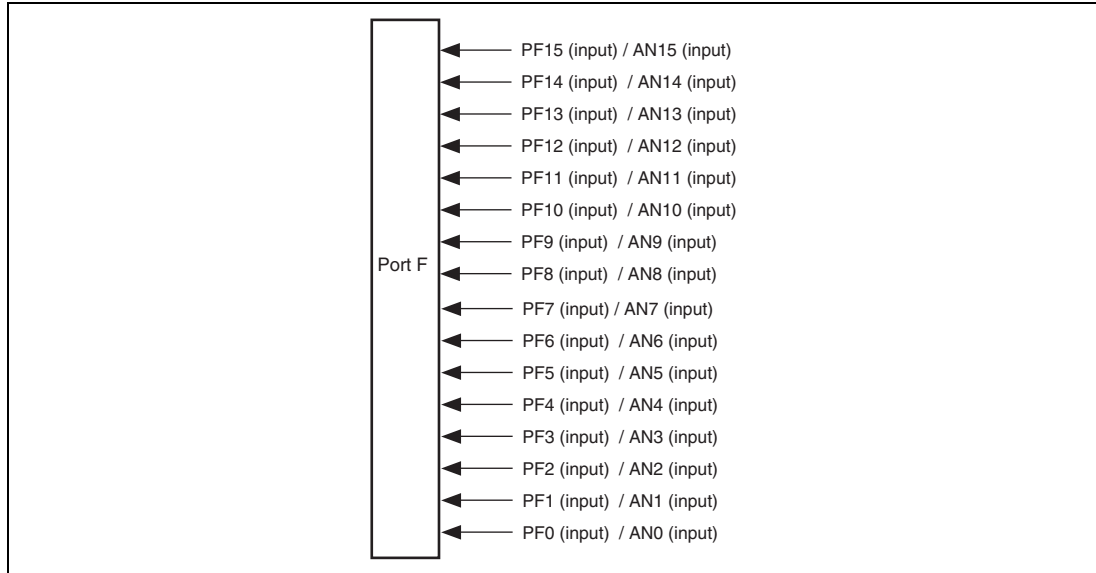 PF15 (input) / AN15 (input)
PF14 (input) / AN14 (input)
PF13 (input) / AN13 (input)
PF12 (input) / AN12 (input)
PF11 (input) / AN11 (input)
PF10 (input) / AN10 (input)
PF9 (input) / AN9 (input)
Port F
PF8 (input) / AN8 (input)
PF7 (input) / AN7 (input)
PF6 (input) / AN6 (input)
PF5 (input) / AN5 (input)
PF4 (input) / AN4 (input)
PF3 (input) / AN3 (input)
PF2 (input) / AN2 (input)
PF1 (input) / AN1 (input)
PF0 (input) / AN0 (input)